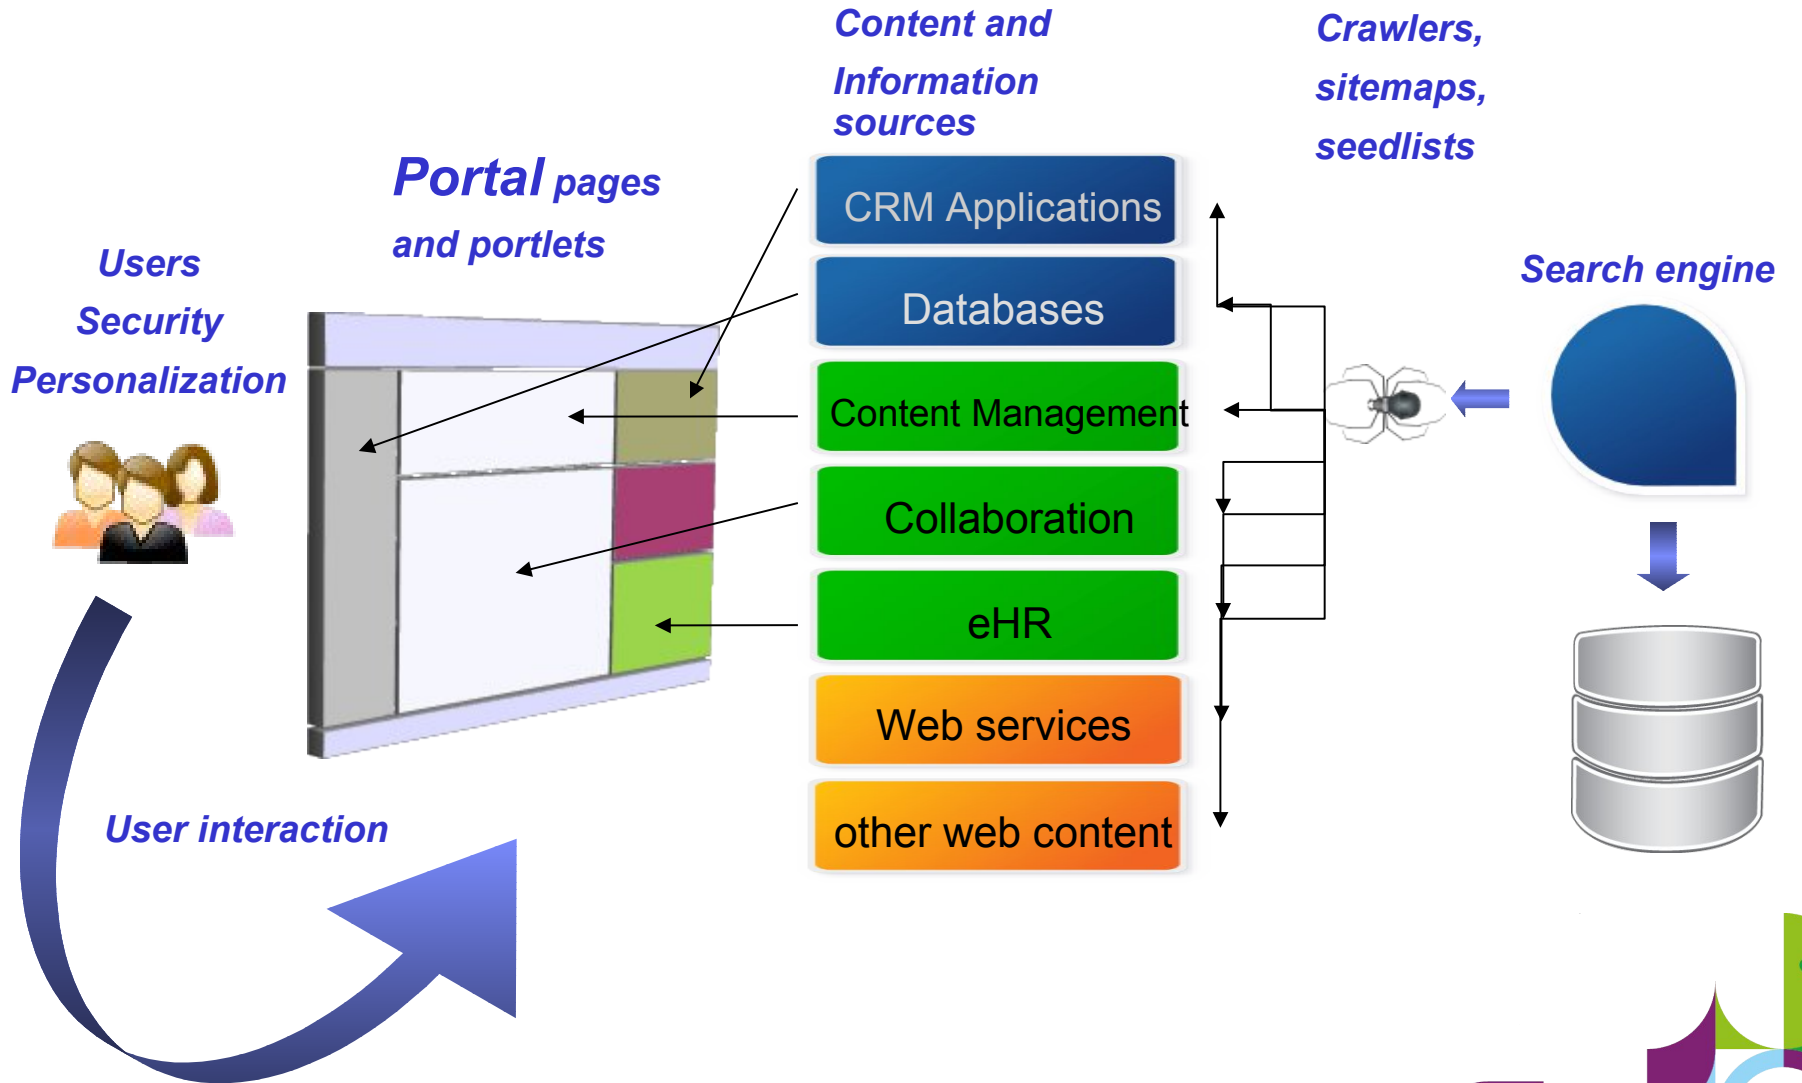 Content and
Information
sources
Crawlers,
sitemaps,
seedlists
Portal pages
and portlets
Users
Security
Personalization
Search engine
CRM Applications
Databases
Content Management
Collaboration
eHR
Web services
other web content
User interaction